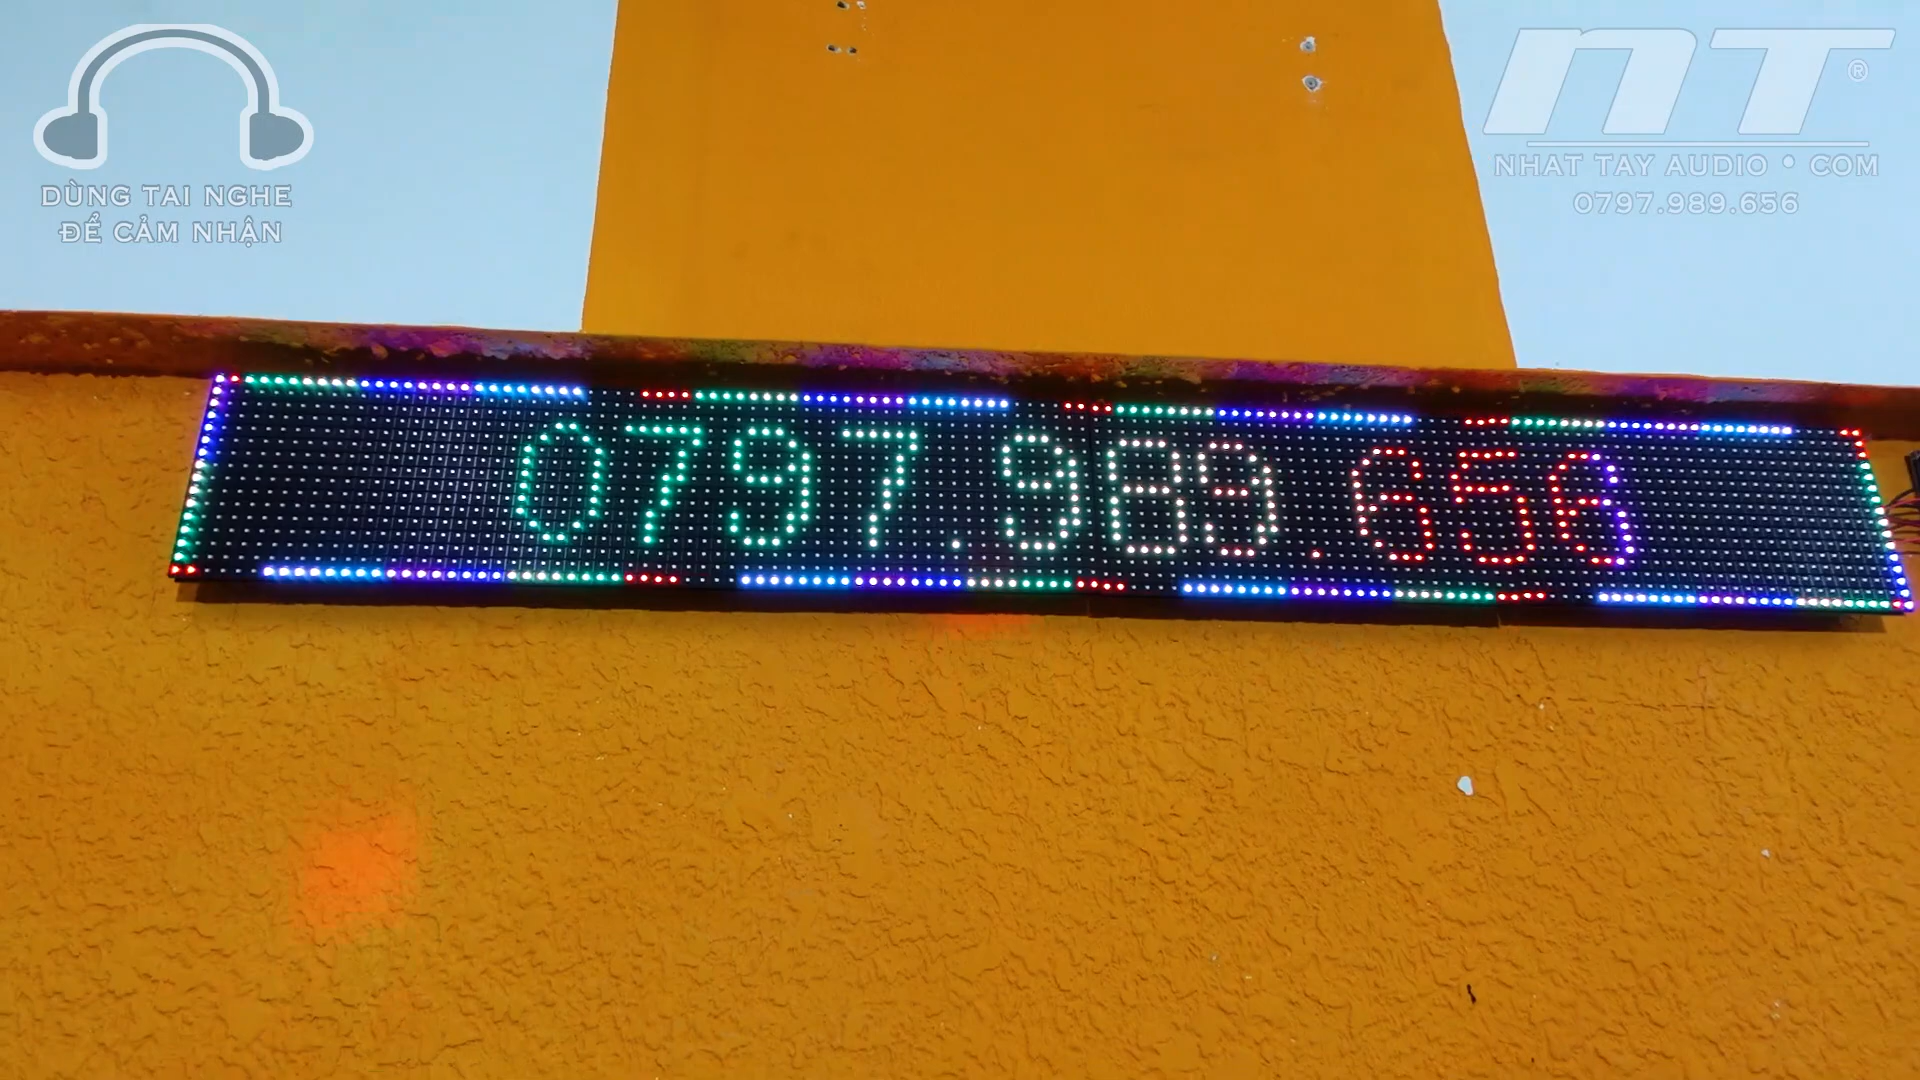 DÙNG TAI NGHE
ĐỂ CẢM NHẬN
NT®
NHAT TAY AUDIO • COM
0797.989.656
0797.989.656